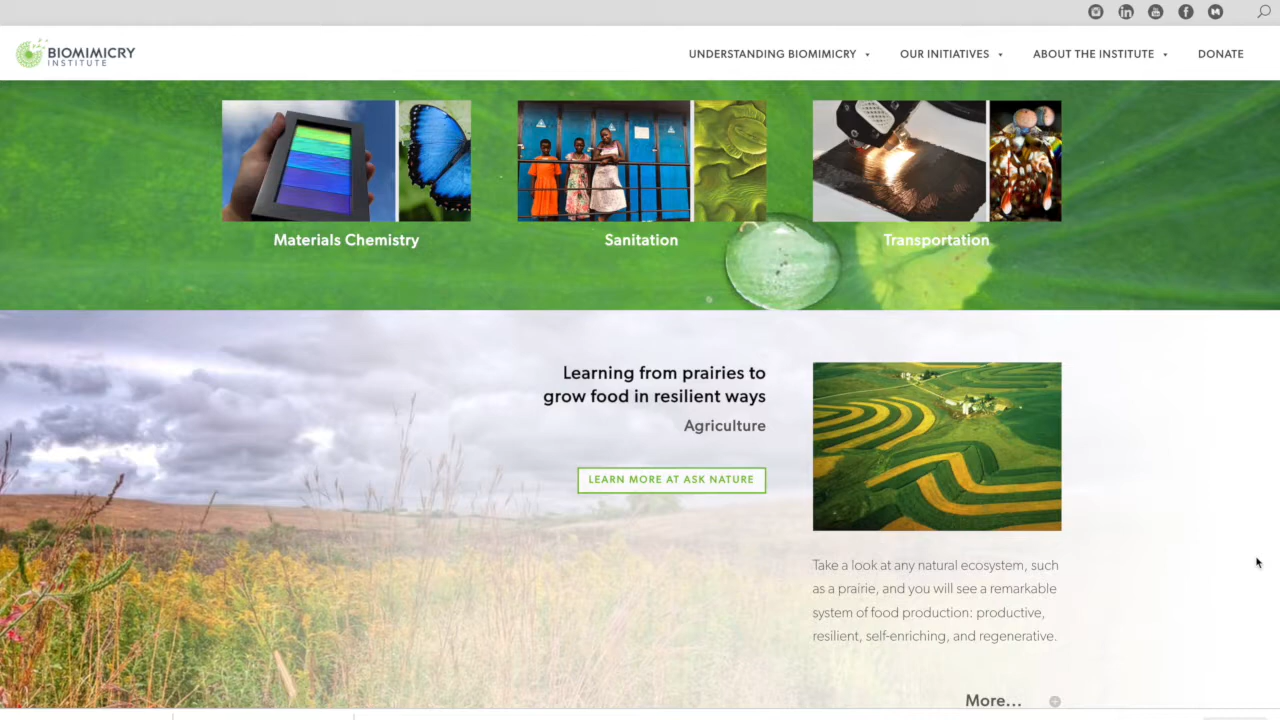 BIOMIMICRY
INSTITUTE
UNDERSTANDING BIOMIMICRY
OUR INITIATIVES
ABOUT THE INSTITUTE
DONATE
Materials Chemistry
Sanitation
Transportation
Learning from prairies to
grow food in resilient ways
Agriculture
LEARN MORE AT ASK NATURE
Take a look at any natural ecosystem, such
as a prairie, and you will see a remarkable
system of food production: productive,
resilient, self-enriching, and regenerative.
More...